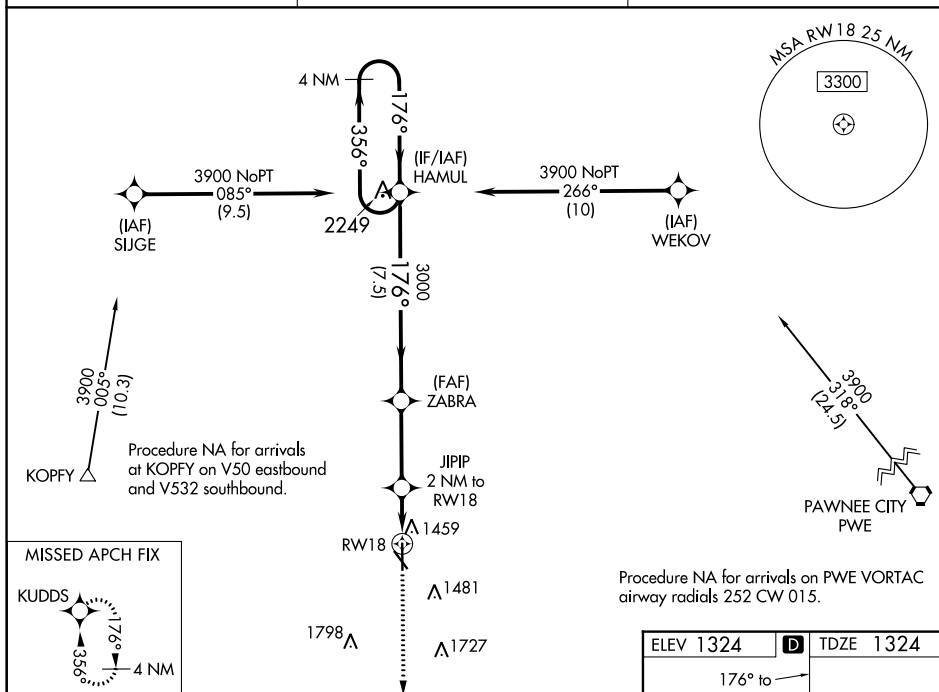 MSA RW18 25 NM
3300
4 NM
176°
356°
(IF/IAF)
HAMUL
3900 NoPT
085°
(9.5)
3900 NoPT
266°
(10)
(IAF)
SIJGE
2249
(IAF)
WEKOV
3000
176°
(7.5)
3900
005°
(10.3)
3900
318°
(24.5)
(FAF)
ZABRA
Procedure NA for arrivals
at KOPFY on V50 eastbound
and V532 southbound.
KOPFY
JIPIP
2 NM to
RW18
PAWNEE CITY
PWE
1459
RW18
MISSED APCH FIX
KUDDS
176°
356°
4 NM
1481
1798
1727
Procedure NA for arrivals on PWE VORTAC
airway radials 252 CW 015.
ELEV 1324 D TDZE 1324
176° to